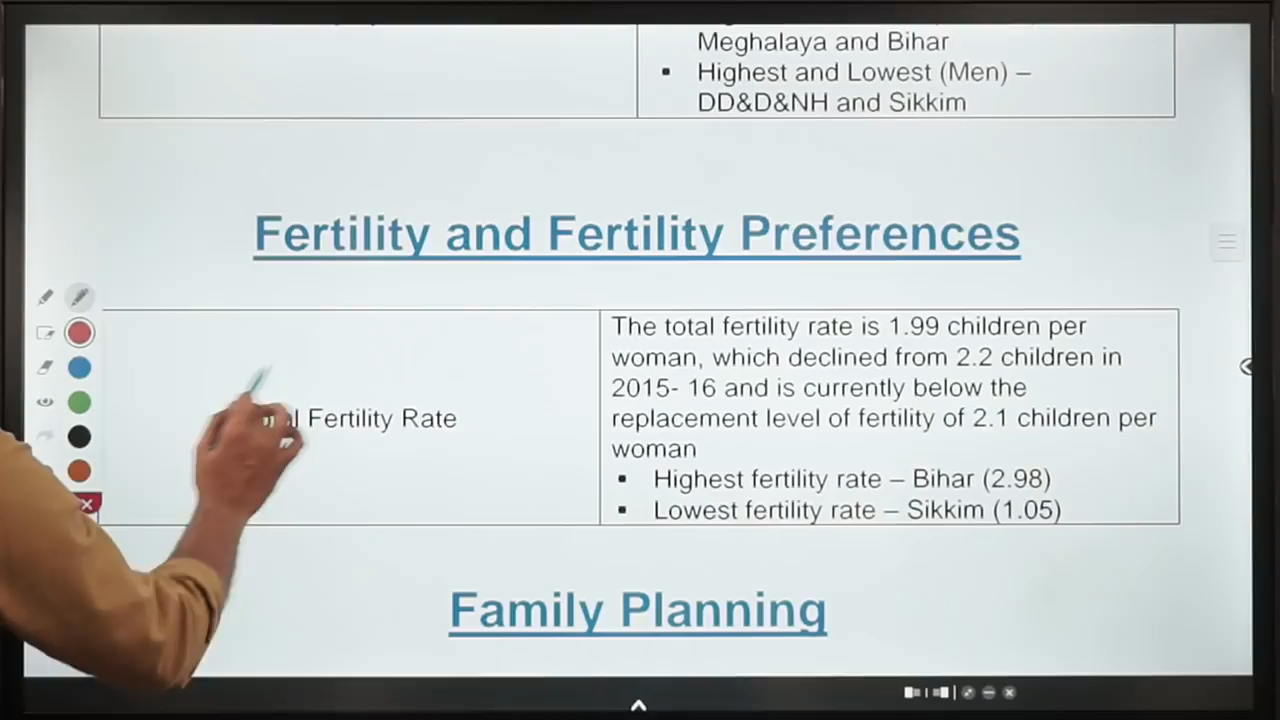 Meghalaya and Bihar
▪ Highest and Lowest (Men) –
DD&D&NH and Sikkim
Fertility and Fertility Preferences
Fertility Rate
The total fertility rate is 1.99 children per
woman, which declined from 2.2 children in
2015- 16 and is currently below the
replacement level of fertility of 2.1 children per
woman
▪ Highest fertility rate – Bihar (2.98)
▪ Lowest fertility rate – Sikkim (1.05)
Family Planning